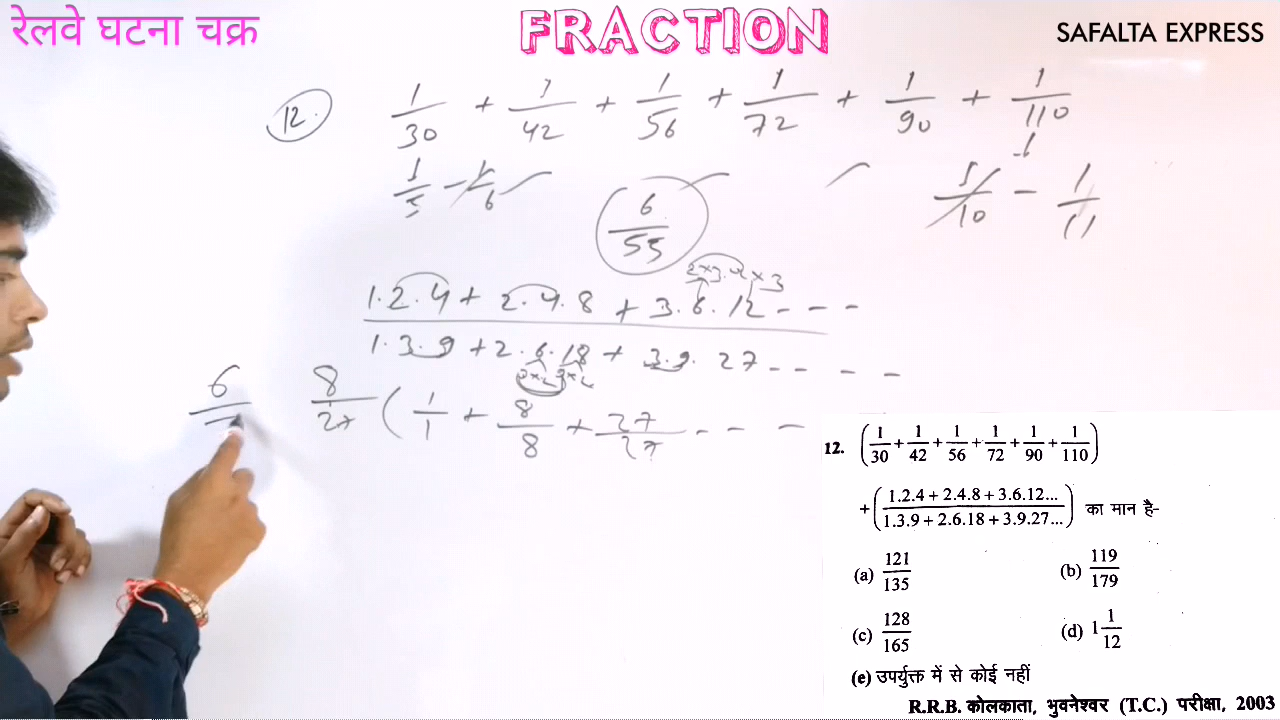 रेलवे घटना चक्र
FRACTION
SAFALTA EXPRESS
12. 1/30 + 1/42 + 1/56 + 1/72 + 1/90 + 1/110
1/5 - 1/6 1/10 - 1/11
6/55
2×3.4×3
1.2.4 + 2.4.8 + 3.6.12 - - -
1.3.9 + 2.6.18 + 3.9.27 - - - -
6 8/27 ( 1/1 + 8/8 + 27/27 - - -
12. (1/30 + 1/42 + 1/56 + 1/72 + 1/90 + 1/110)
+ (1.2.4 + 2.4.8 + 3.6.12... / 1.3.9 + 2.6.18 + 3.9.27...) का मान है-
(a) 121/135 (b) 119/179
(c) 128/165 (d) 1 1/12
(e) उपर्युक्त में से कोई नहीं
R.R.B. कोलकाता, भुवनेश्वर (T.C.) परीक्षा, 2003